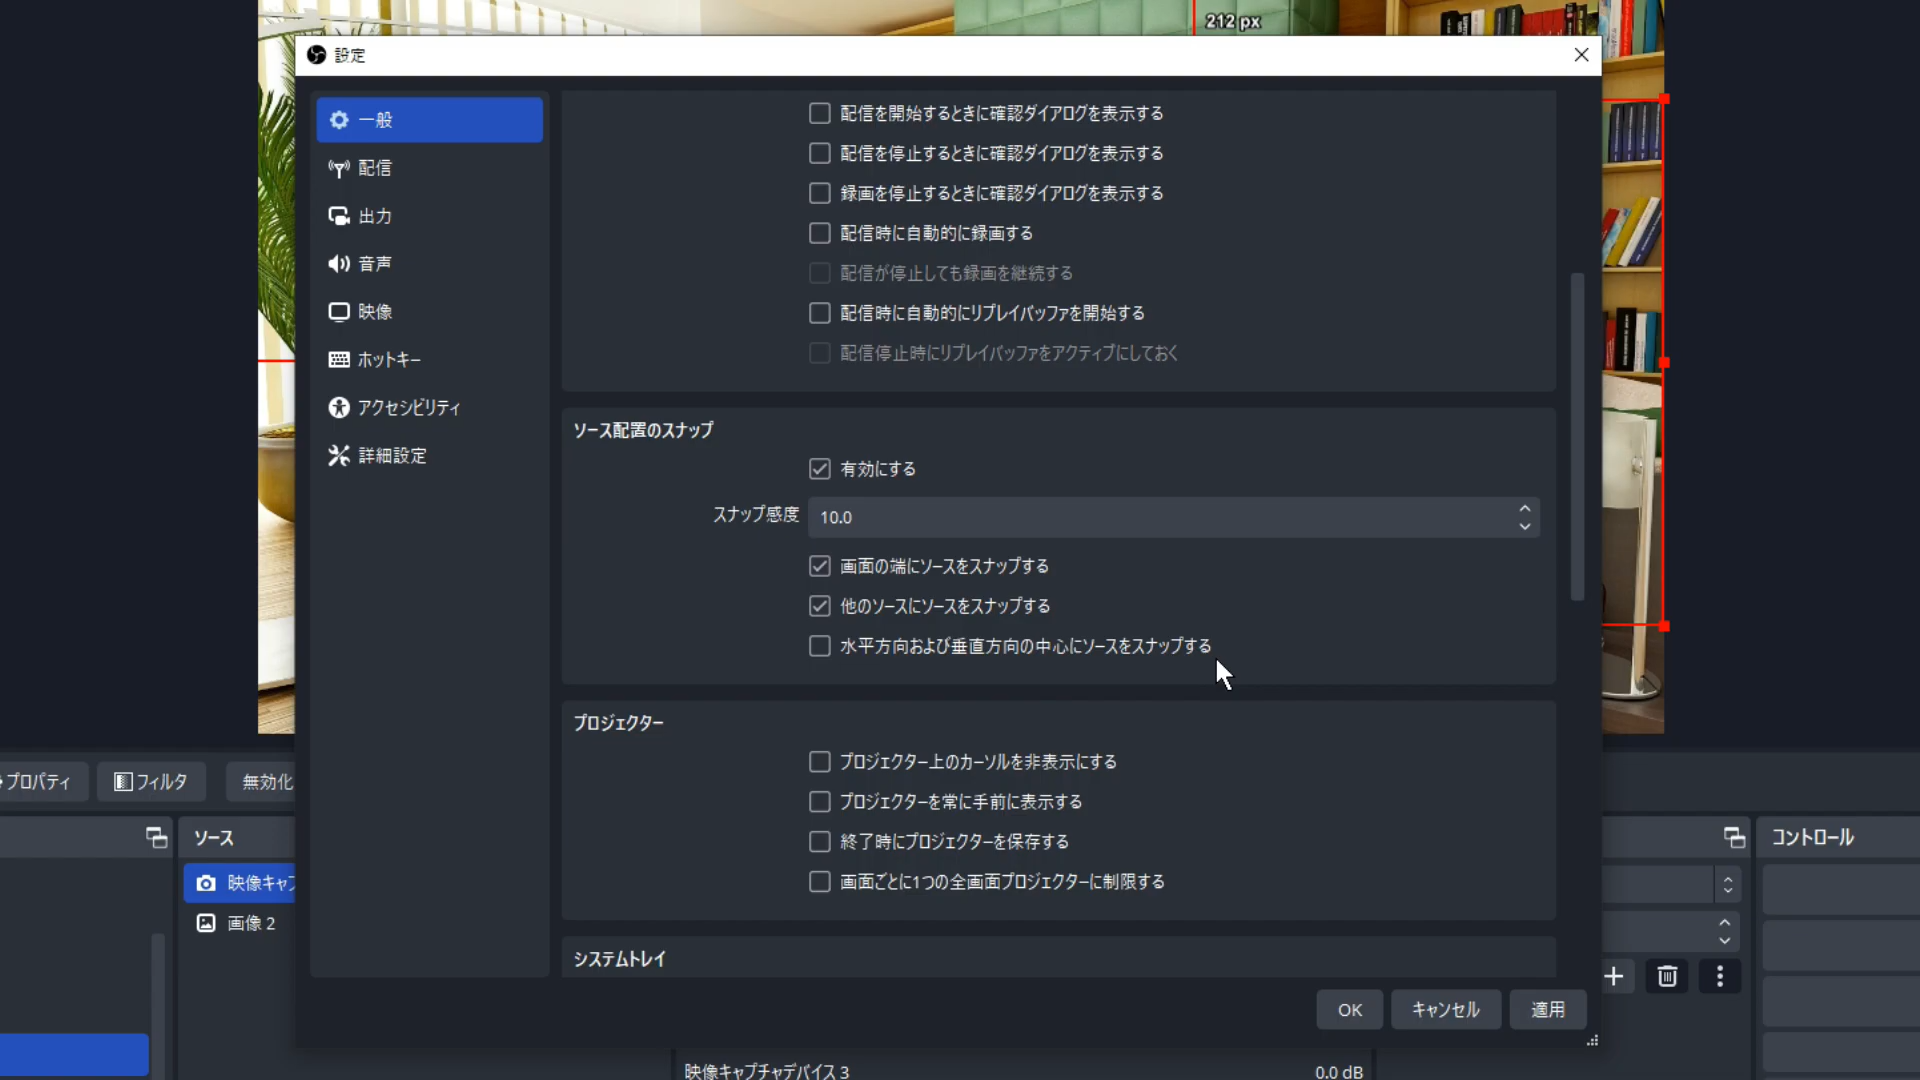 212 px
設定
一般
配信
出力
音声
映像
ホットキー
アクセシビリティ
詳細設定
配信を開始するときに確認ダイアログを表示する
配信を停止するときに確認ダイアログを表示する
録画を停止するときに確認ダイアログを表示する
配信時に自動的に録画する
配信が停止しても録画を継続する
配信時に自動的にリプレイバッファを開始する
配信停止時にリプレイバッファをアクティブにしておく
ソース配置のスナップ
有効にする
スナップ感度 10.0
画面の端にソースをスナップする
他のソースにソースをスナップする
水平方向および垂直方向の中心にソースをスナップする
プロジェクター
プロジェクター上のカーソルを非表示にする
プロジェクターを常に手前に表示する
終了時にプロジェクターを保存する
画面ごとに1つの全画面プロジェクターに制限する
システムトレイ
OK キャンセル 適用
プロパティ フィルタ 無効化
ソース
映像キャプ
画像 2
コントロール
映像キャプチャデバイス 3 0.0 dB